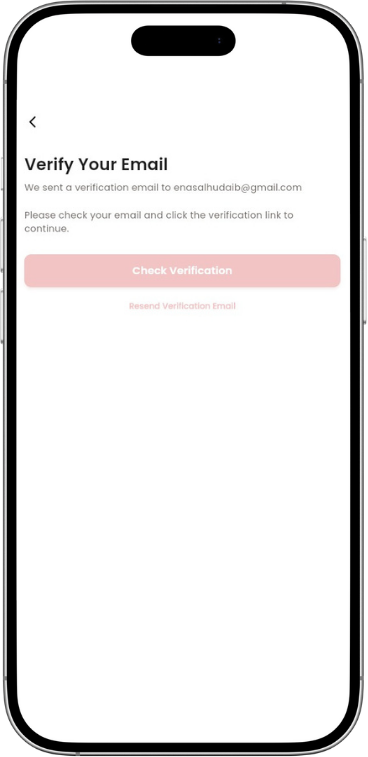 Verify Your Email
We sent a verification email to enasalhudaib@gmail.com
Please check your email and click the verification link to
continue.
Check Verification
Resend Verification Email